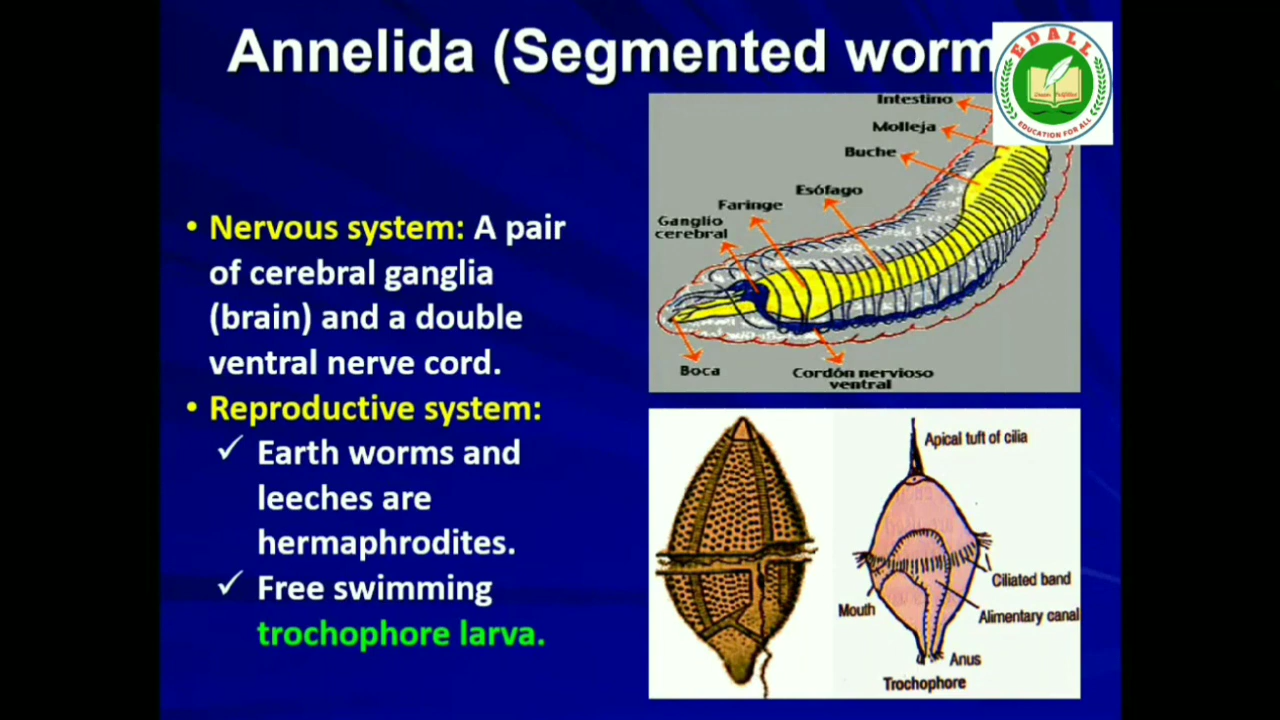 Annelida (Segmented worm
EDALL
EDUCATION FOR ALL
• Nervous system: A pair
of cerebral ganglia
(brain) and a double
ventral nerve cord.
• Reproductive system:
✓ Earth worms and
leeches are
hermaphrodites.
✓ Free swimming
trochophore larva.
Intestino
Molleja
Buche
Esófago
Faringe
Ganglio
cerebral
Boca
Cordón nervioso
ventral
Apical tuft of cilia
Ciliated band
Mouth
Alimentary canal
Anus
Trochophore